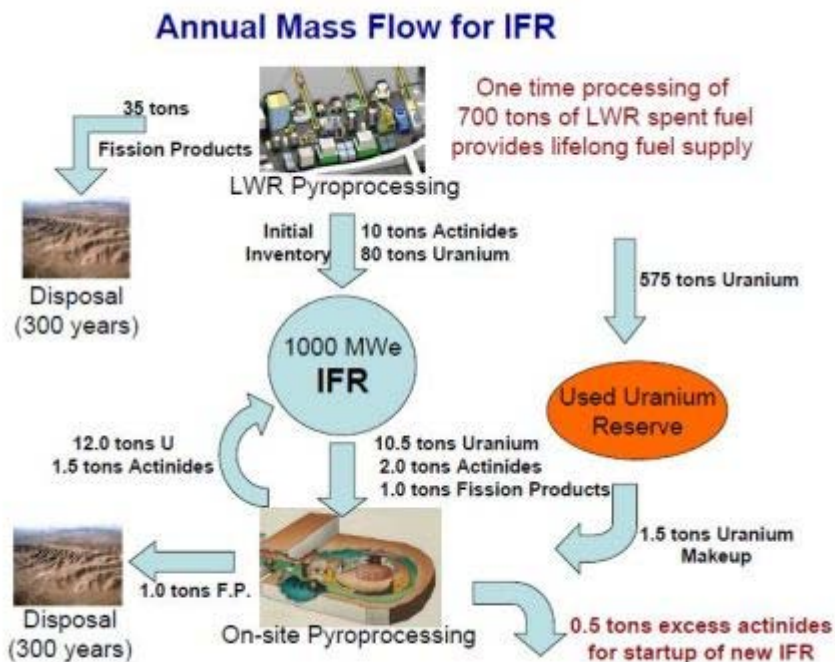 Annual Mass Flow for IFR
35 tons
Fission Products
One time processing of
700 tons of LWR spent fuel
provides lifelong fuel supply
LWR Pyroprocessing
Initial
Inventory
10 tons Actinides
80 tons Uranium
Disposal
(300 years)
575 tons Uranium
1000 MWe
IFR
Used Uranium
Reserve
12.0 tons U
1.5 tons Actinides
10.5 tons Uranium
2.0 tons Actinides
1.0 tons Fission Products
1.5 tons Uranium
Makeup
1.0 tons F.P.
Disposal
(300 years)
On-site Pyroprocessing
0.5 tons excess actinides
for startup of new IFR